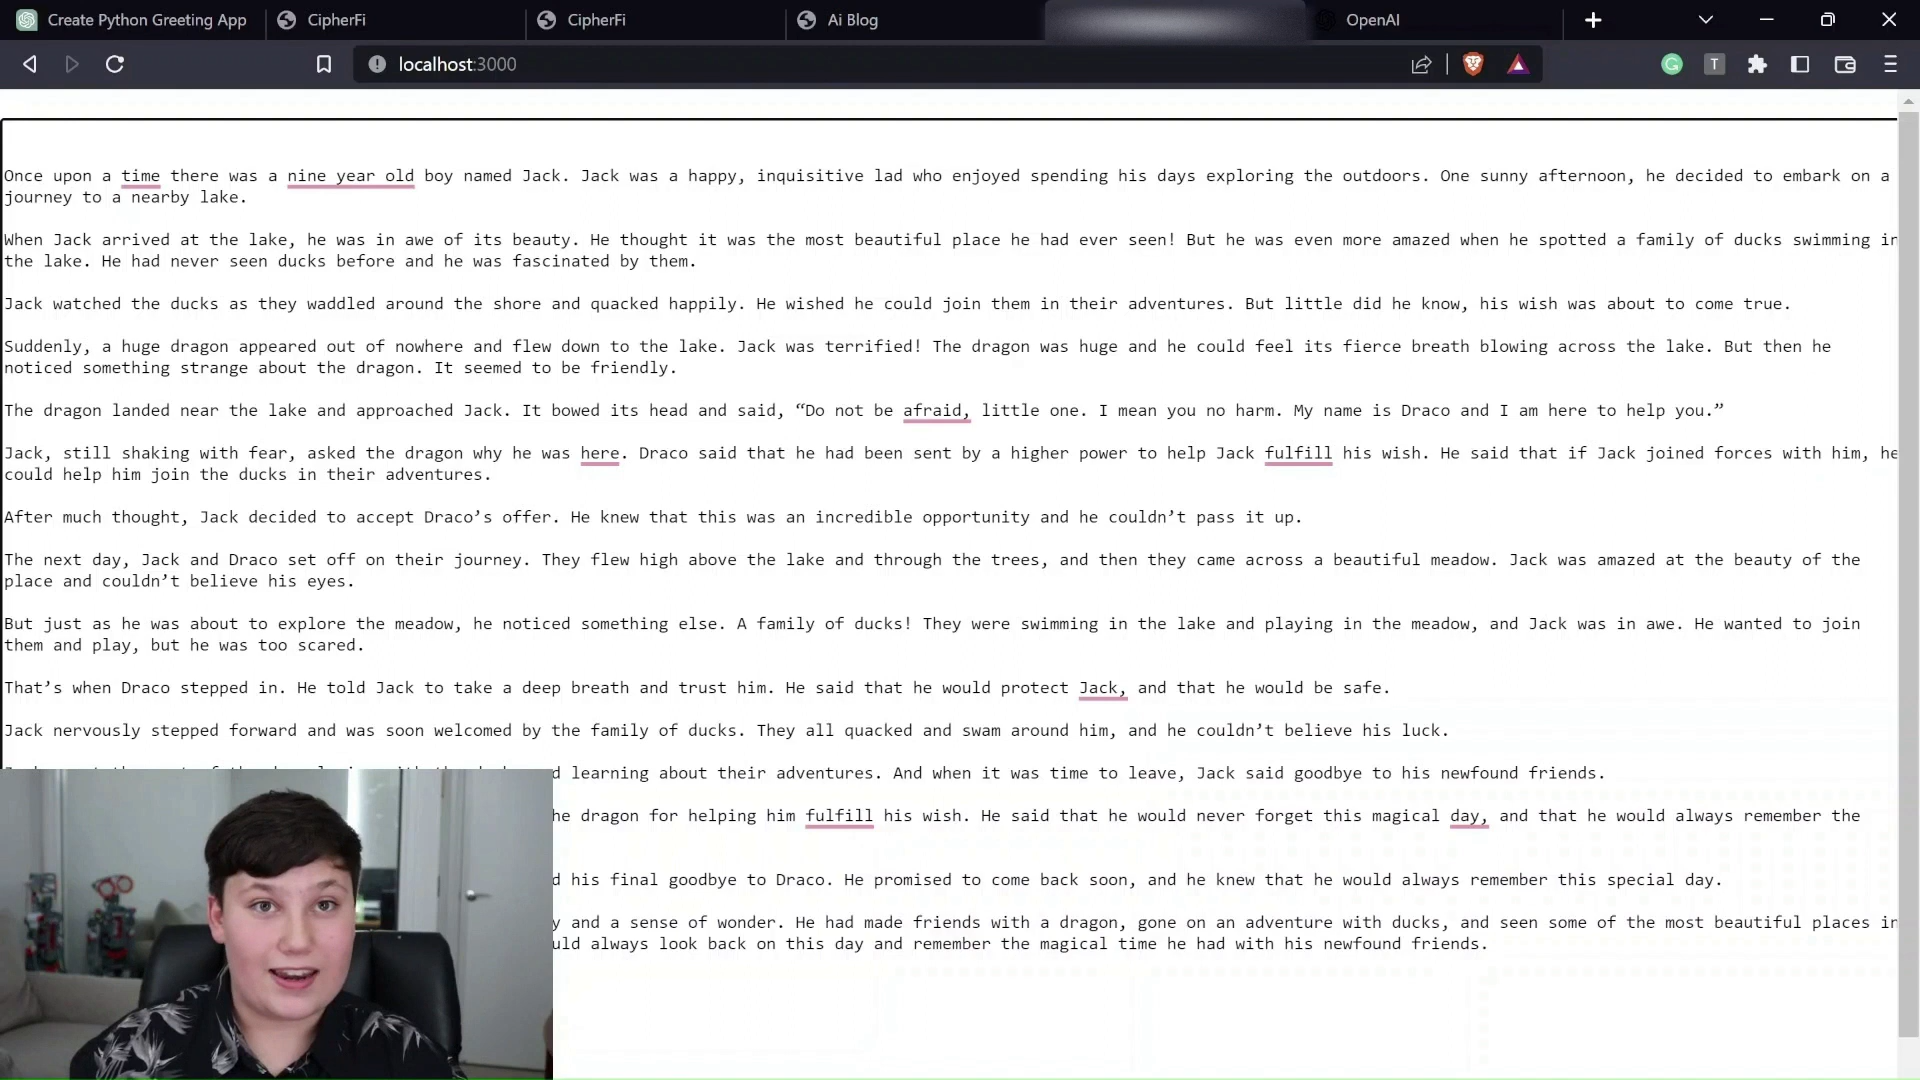 Create Python Greeting App
CipherFi
CipherFi
Ai Blog
OpenAI
localhost:3000
G
T
Once upon a time there was a nine year old boy named Jack. Jack was a happy, inquisitive lad who enjoyed spending his days exploring the outdoors. One sunny afternoon, he decided to embark on a
journey to a nearby lake.
When Jack arrived at the lake, he was in awe of its beauty. He thought it was the most beautiful place he had ever seen! But he was even more amazed when he spotted a family of ducks swimming in
the lake. He had never seen ducks before and he was fascinated by them.
Jack watched the ducks as they waddled around the shore and quacked happily. He wished he could join them in their adventures. But little did he know, his wish was about to come true.
Suddenly, a huge dragon appeared out of nowhere and flew down to the lake. Jack was terrified! The dragon was huge and he could feel its fierce breath blowing across the lake. But then he
noticed something strange about the dragon. It seemed to be friendly.
The dragon landed near the lake and approached Jack. It bowed its head and said, “Do not be afraid, little one. I mean you no harm. My name is Draco and I am here to help you.”
Jack, still shaking with fear, asked the dragon why he was here. Draco said that he had been sent by a higher power to help Jack fulfill his wish. He said that if Jack joined forces with him, he
could help him join the ducks in their adventures.
After much thought, Jack decided to accept Draco’s offer. He knew that this was an incredible opportunity and he couldn’t pass it up.
The next day, Jack and Draco set off on their journey. They flew high above the lake and through the trees, and then they came across a beautiful meadow. Jack was amazed at the beauty of the
place and couldn’t believe his eyes.
But just as he was about to explore the meadow, he noticed something else. A family of ducks! They were swimming in the lake and playing in the meadow, and Jack was in awe. He wanted to join
them and play, but he was too scared.
That’s when Draco stepped in. He told Jack to take a deep breath and trust him. He said that he would protect Jack, and that he would be safe.
Jack nervously stepped forward and was soon welcomed by the family of ducks. They all quacked and swam around him, and he couldn’t believe his luck.
learning about their adventures. And when it was time to leave, Jack said goodbye to his newfound friends.
dragon for helping him fulfill his wish. He said that he would never forget this magical day, and that he would always remember the
his final goodbye to Draco. He promised to come back soon, and he knew that he would always remember this special day.
and a sense of wonder. He had made friends with a dragon, gone on an adventure with ducks, and seen some of the most beautiful places in
always look back on this day and remember the magical time he had with his newfound friends.